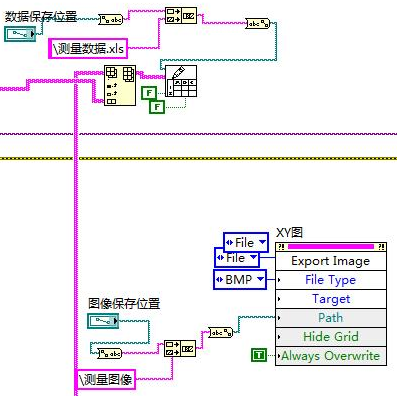 数据保存位置
\测量数据.xls
F
F
XY图
File
File
Export Image
BMP
File Type
Target
图像保存位置
Path
Hide Grid
T
Always Overwrite
\测量图像